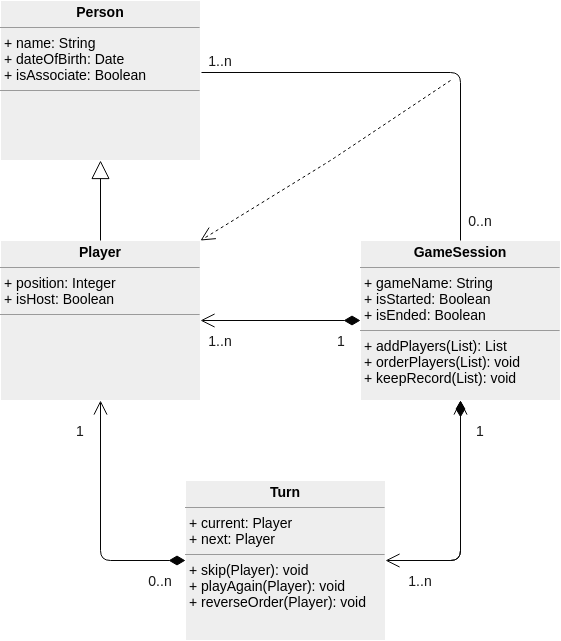 Person
+ name: String
+ dateOfBirth: Date
+ isAssociate: Boolean
1..n
0..n
Player
+ position: Integer
+ isHost: Boolean
GameSession
+ gameName: String
+ isStarted: Boolean
+ isEnded: Boolean
+ addPlayers(List): List
+ orderPlayers(List): void
+ keepRecord(List): void
1..n
1
1
1
Turn
+ current: Player
+ next: Player
+ skip(Player): void
+ playAgain(Player): void
+ reverseOrder(Player): void
0..n
1..n